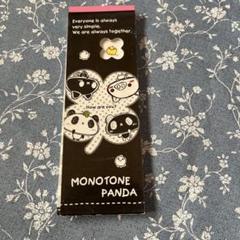 Everyone is always
very simple.
We are always together.
How are you?
MONOTONE
PANDA